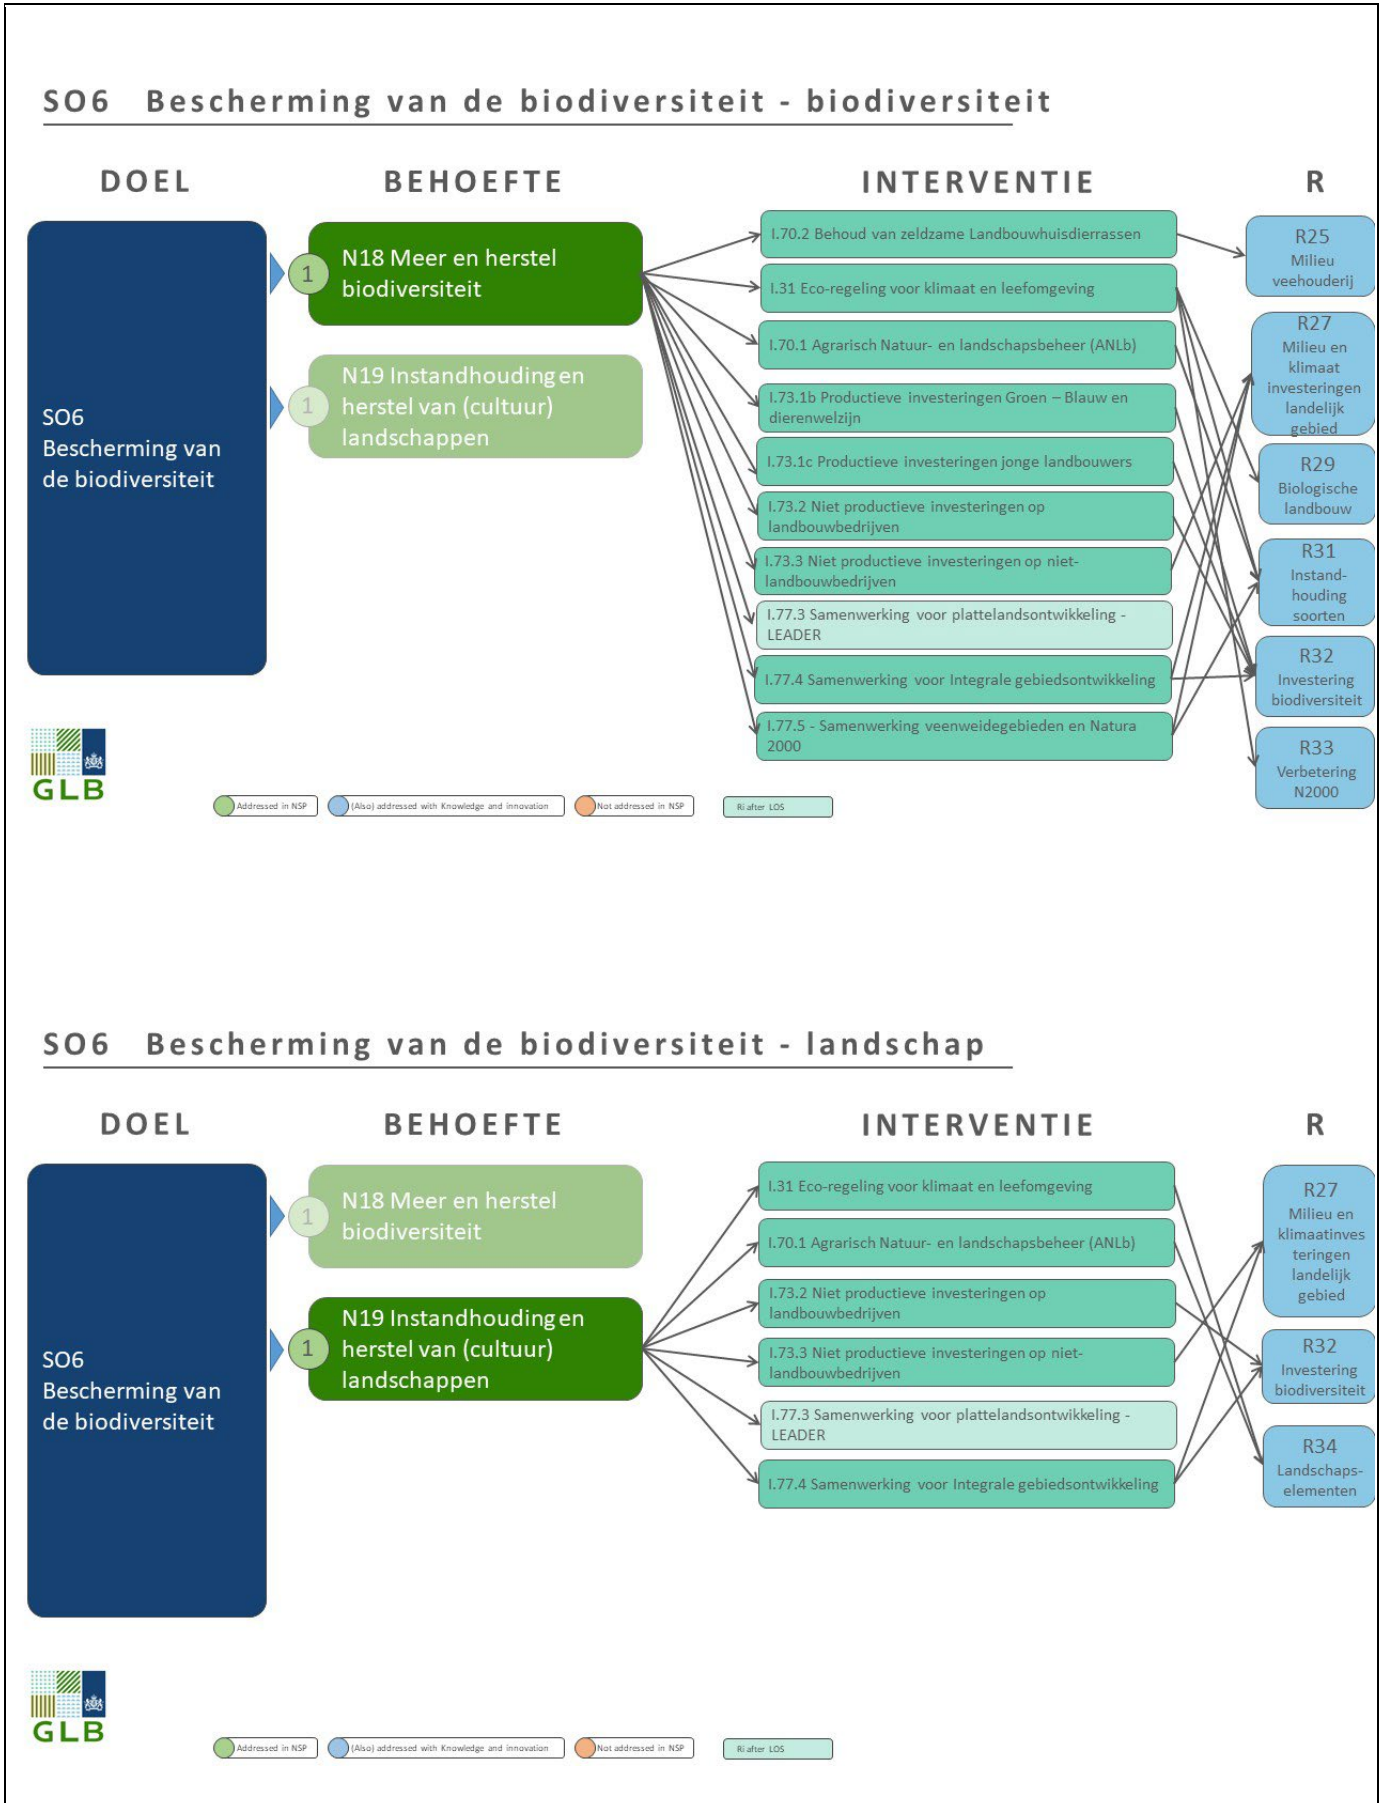 SO6 Bescherming van de biodiversiteit - biodiversiteit
DOEL
BEHOEFTE
INTERVENTIE
R
SO6
Bescherming van
de biodiversiteit
1
N18 Meer en herstel
biodiversiteit
1
N19 Instandhouding en
herstel van (cultuur)
landschappen
I.70.2 Behoud van zeldzame Landbouwhuisdierrassen
I.31 Eco-regeling voor klimaat en leefomgeving
I.70.1 Agrarisch Natuur- en landschapsbeheer (ANLb)
I.73.1b Productieve investeringen Groen – Blauw en
dierenwelzijn
I.73.1c Productieve investeringen jonge landbouwers
I.73.2 Niet productieve investeringen op
landbouwbedrijven
I.73.3 Niet productieve investeringen op niet-
landbouwbedrijven
I.77.3 Samenwerking voor plattelandsontwikkeling -
LEADER
I.77.4 Samenwerking voor Integrale gebiedsontwikkeling
I.77.5 - Samenwerking veenweidegebieden en Natura
2000
R25
Milieu
veehouderij
R27
Milieu en
klimaat
investeringen
landelijk
gebied
R29
Biologische
landbouw
R31
Instand-
houding
soorten
R32
Investering
biodiversiteit
R33
Verbetering
N2000
GLB
Addressed in NSP
(Also) addressed with Knowledge and innovation
Not addressed in NSP
Ri after LOS
SO6 Bescherming van de biodiversiteit - landschap
DOEL
BEHOEFTE
INTERVENTIE
R
SO6
Bescherming van
de biodiversiteit
1
N18 Meer en herstel
biodiversiteit
1
N19 Instandhouding en
herstel van (cultuur)
landschappen
I.31 Eco-regeling voor klimaat en leefomgeving
I.70.1 Agrarisch Natuur- en landschapsbeheer (ANLb)
I.73.2 Niet productieve investeringen op
landbouwbedrijven
I.73.3 Niet productieve investeringen op niet-
landbouwbedrijven
I.77.3 Samenwerking voor plattelandsontwikkeling -
LEADER
I.77.4 Samenwerking voor Integrale gebiedsontwikkeling
R27
Milieu en
klimaatinves
teringen
landelijk
gebied
R32
Investering
biodiversiteit
R34
Landschaps-
elementen
GLB
Addressed in NSP
(Also) addressed with Knowledge and innovation
Not addressed in NSP
Ri after LOS